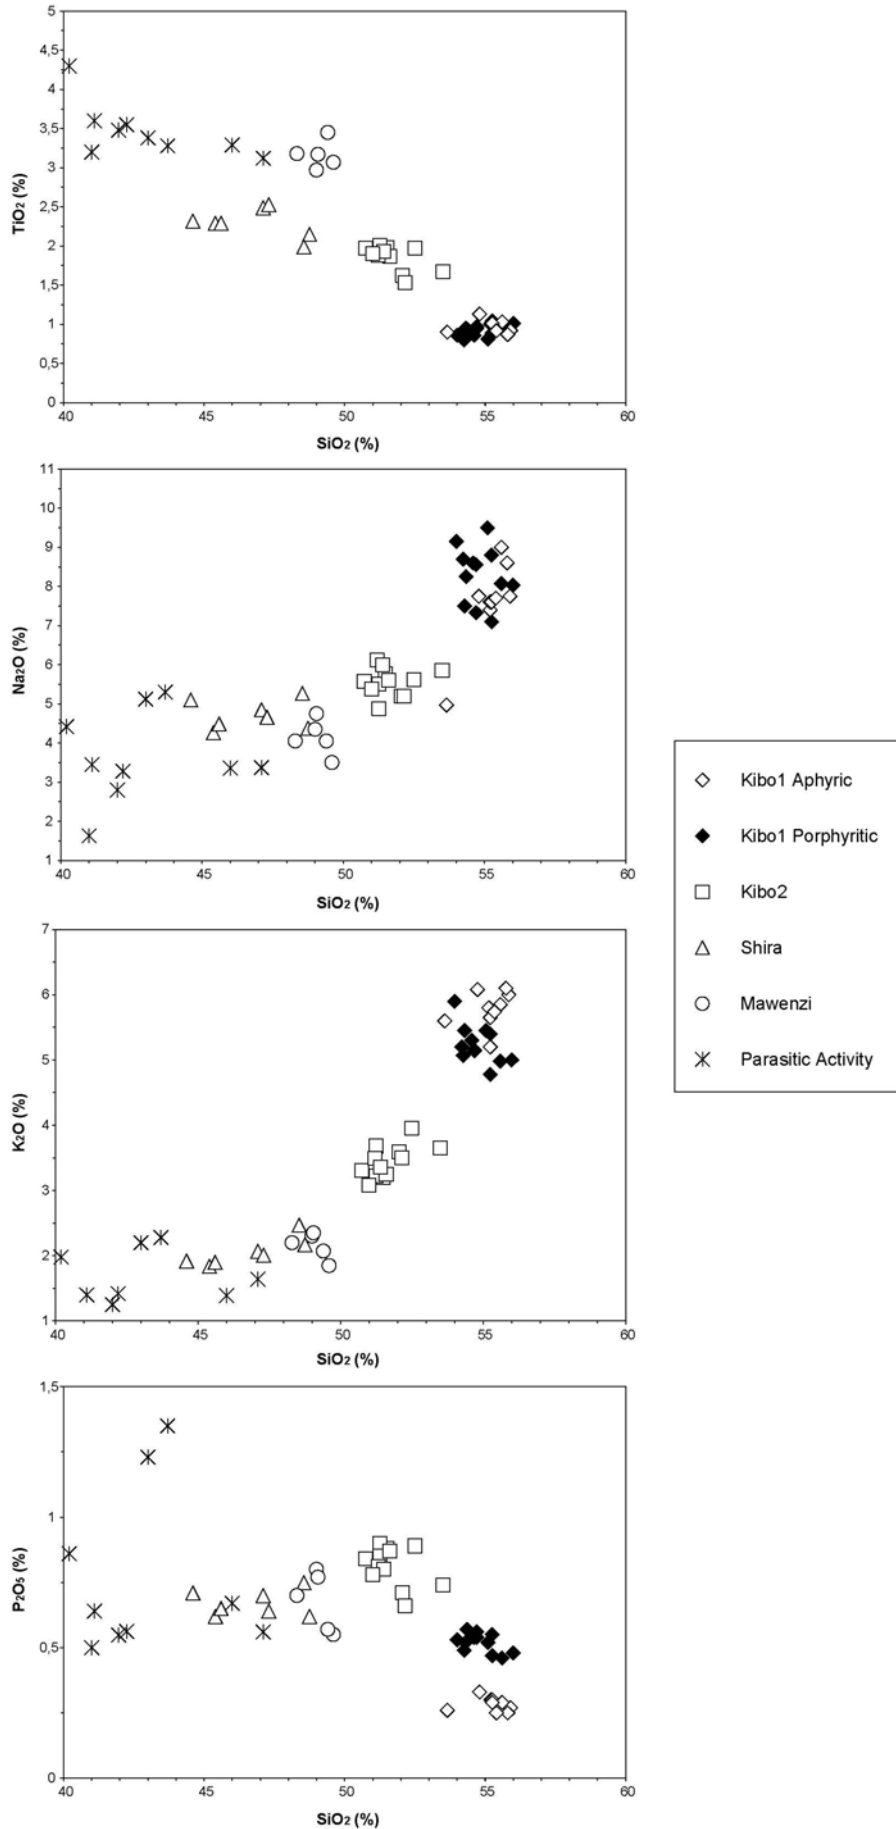 5
4,5
4
3,5
3
2,5
2
1,5
1
0,5
0
TiO₂ (%)
40 45 50 55 60
SiO₂ (%)
11
10
9
8
7
6
5
4
3
2
1
Na₂O (%)
40 45 50 55 60
SiO₂ (%)
Kibo1 Aphyric
Kibo1 Porphyritic
Kibo2
Shira
Mawenzi
Parasitic Activity
7
6
5
4
3
2
1
K₂O (%)
40 45 50 55 60
SiO₂ (%)
1,5
1
0,5
0
P₂O₅ (%)
40 45 50 55 60
SiO₂ (%)